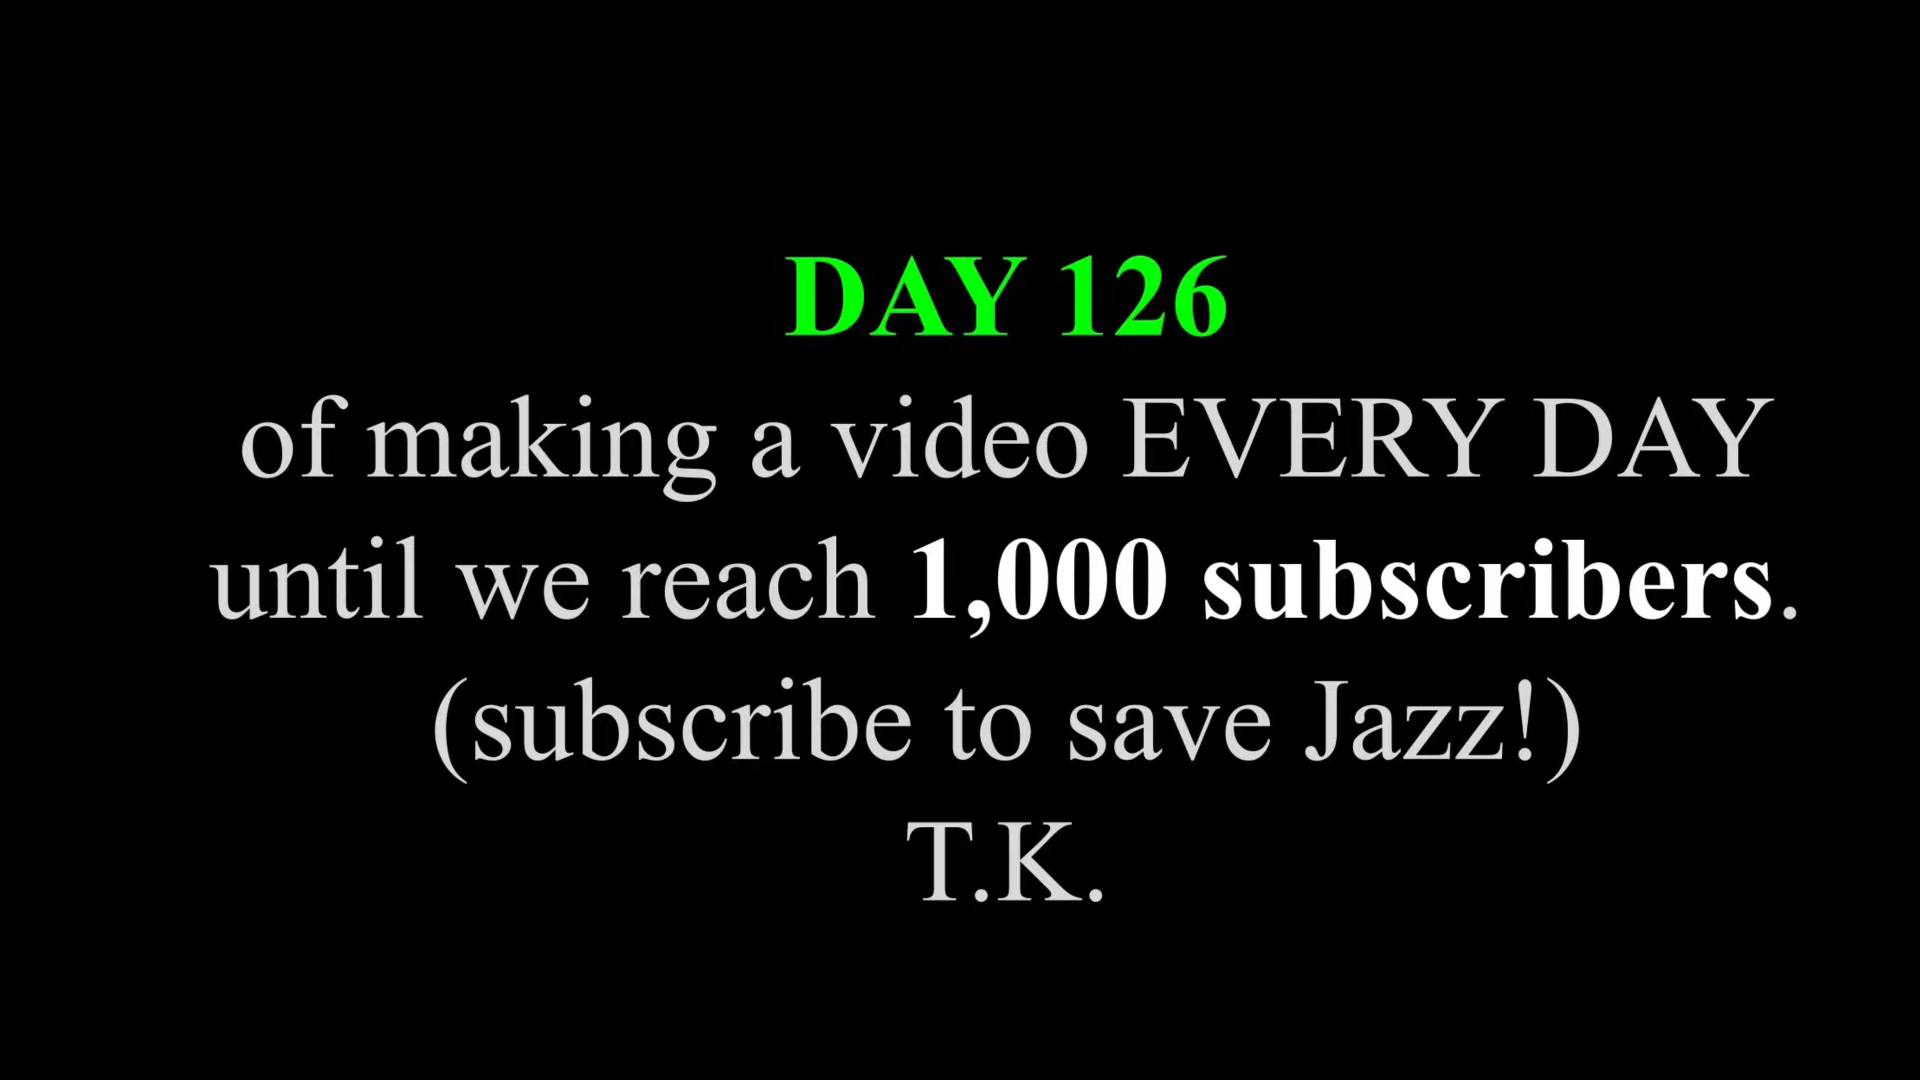 DAY 126
of making a video EVERY DAY
until we reach 1,000 subscribers.
(subscribe to save Jazz!)
T.K.